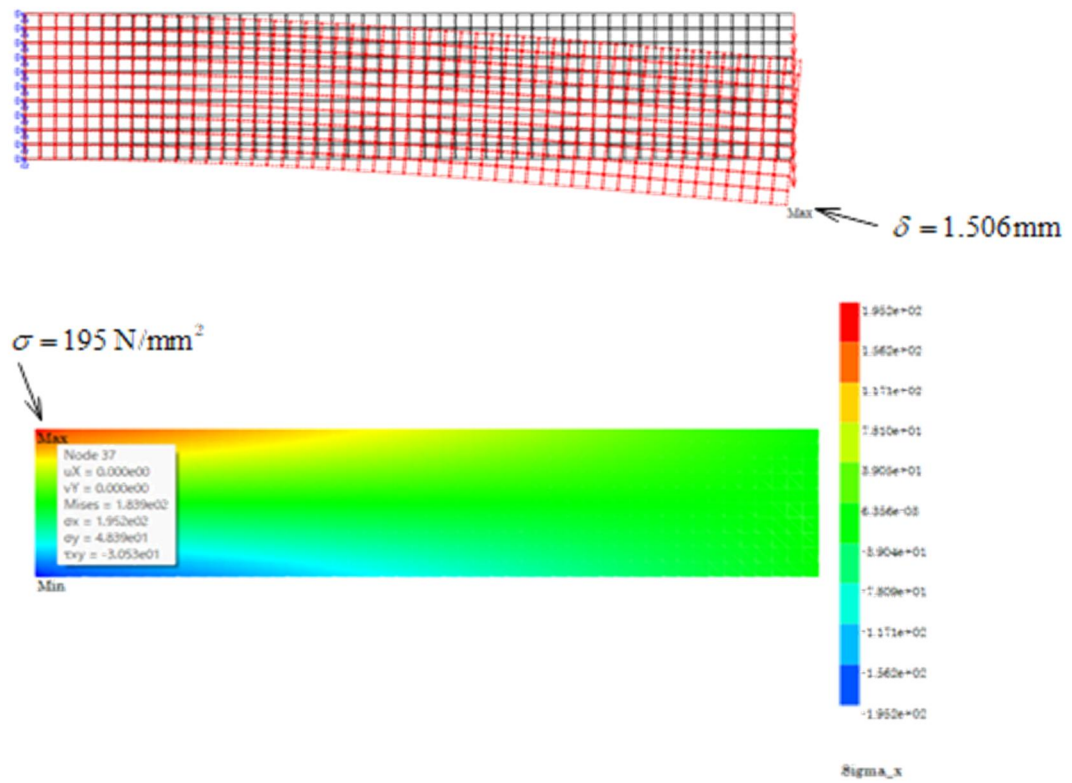 Max
δ = 1.506mm
σ = 195 N/mm²
Max
Node 37
uX = 0.000e00
vY = 0.000e00
Mises = 1.839e02
σx = 1.952e02
σy = 4.839e01
τxy = -3.053e01
Min
1.952e+02
1.562e+02
1.171e+02
7.810e+01
3.905e+01
-3.904e+01
-7.809e+01
-1.171e+02
-1.562e+02
-1.952e+02
Sigma_x